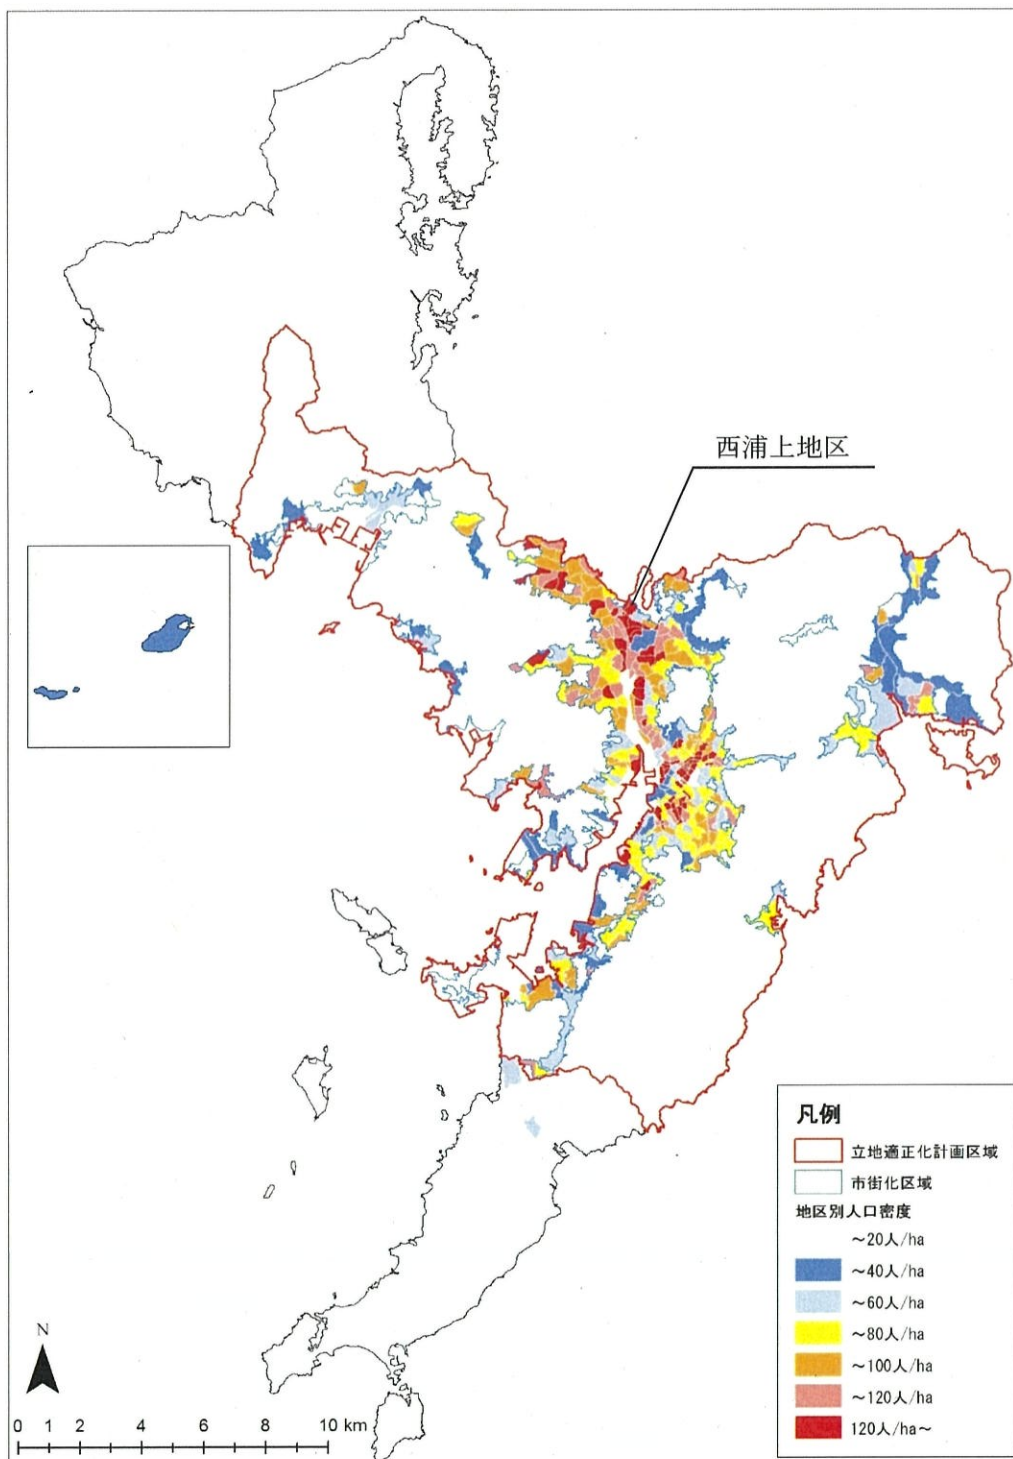 西浦上地区
凡例
立地適正化計画区域
市街化区域
地区別人口密度
～20人/ha
～40人/ha
～60人/ha
～80人/ha
～100人/ha
～120人/ha
120人/ha～
N
0 1 2 4 6 8 10 km